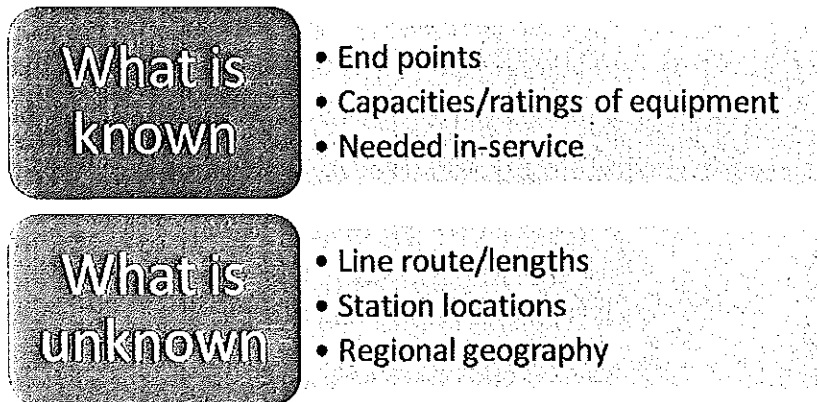 What is
known
• End points
• Capacities/ratings of equipment
• Needed in-service
What is
unknown
• Line route/lengths
• Station locations
• Regional geography